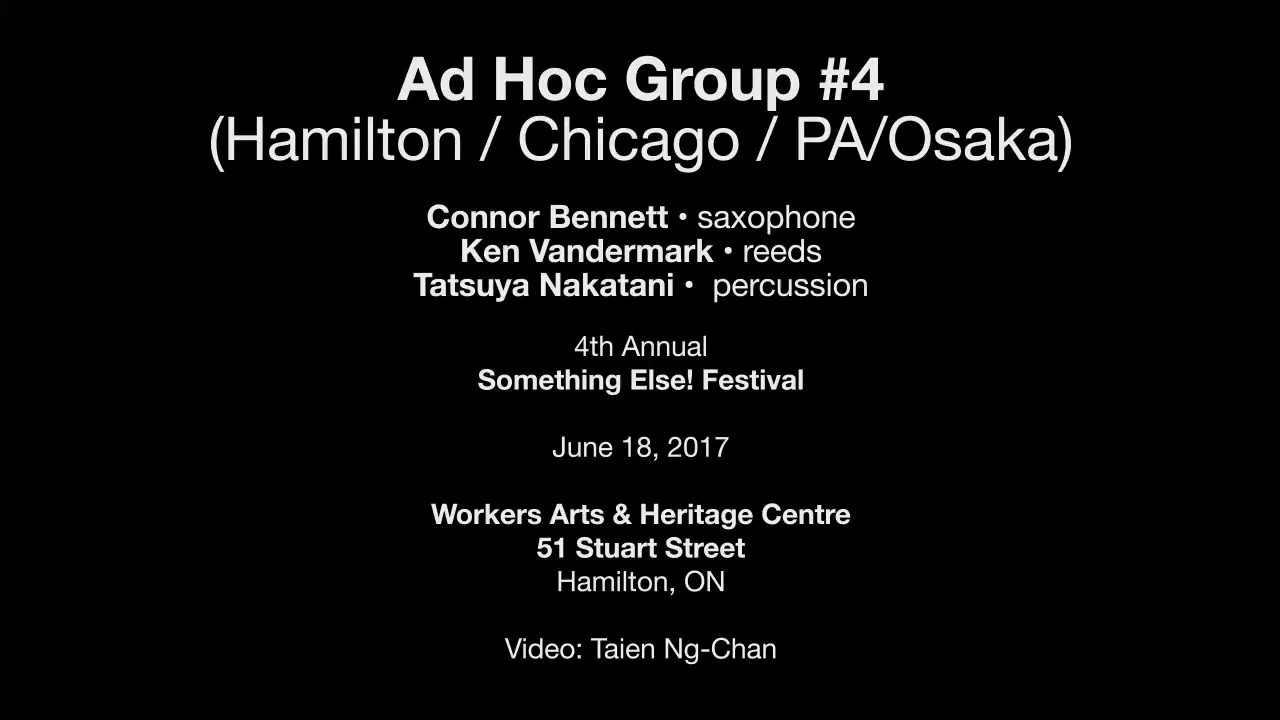 Ad Hoc Group #4
(Hamilton / Chicago / PA/Osaka)
Connor Bennett • saxophone
Ken Vandermark • reeds
Tatsuya Nakatani • percussion
4th Annual
Something Else! Festival
June 18, 2017
Workers Arts & Heritage Centre
51 Stuart Street
Hamilton, ON
Video: Taien Ng-Chan